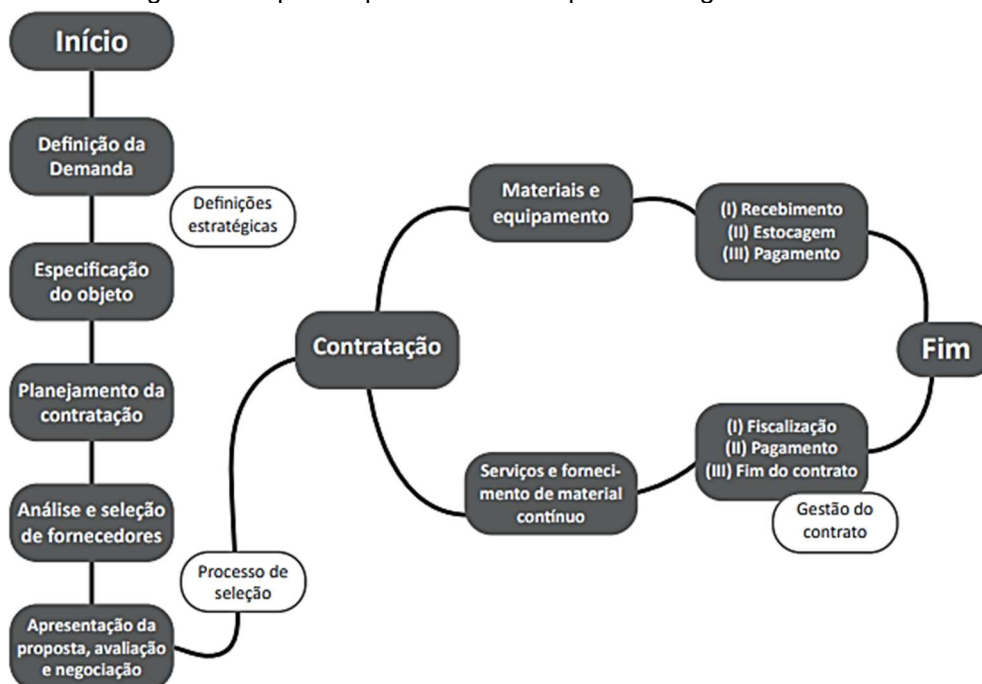 Início
Definição da
Demanda
Definições
estratégicas
Especificação
do objeto
Planejamento da
contratação
Análise e seleção
de fornecedores
Apresentação da
proposta, avaliação
e negociação
Processo de
seleção
Contratação
Materiais e
equipamento
(I) Recebimento
(II) Estocagem
(III) Pagamento
Serviços e forneci-
mento de material
contínuo
(I) Fiscalização
(II) Pagamento
(III) Fim do contrato
Gestão do
contrato
Fim